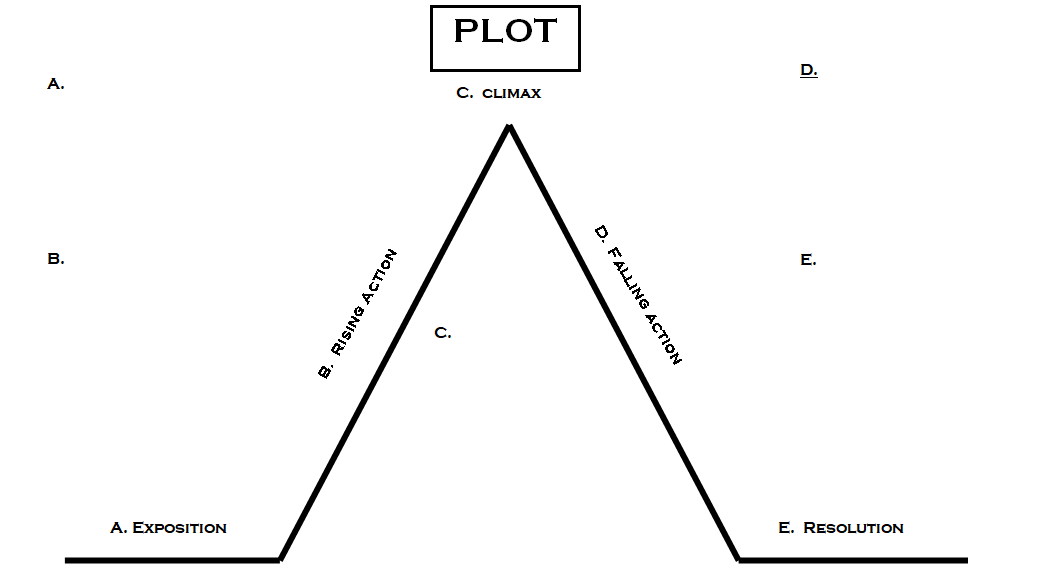 PLOT
C. CLIMAX
A.
D.
B.
E.
B. RISING ACTION
D. FALLING ACTION
C.
A. EXPOSITION
E. RESOLUTION